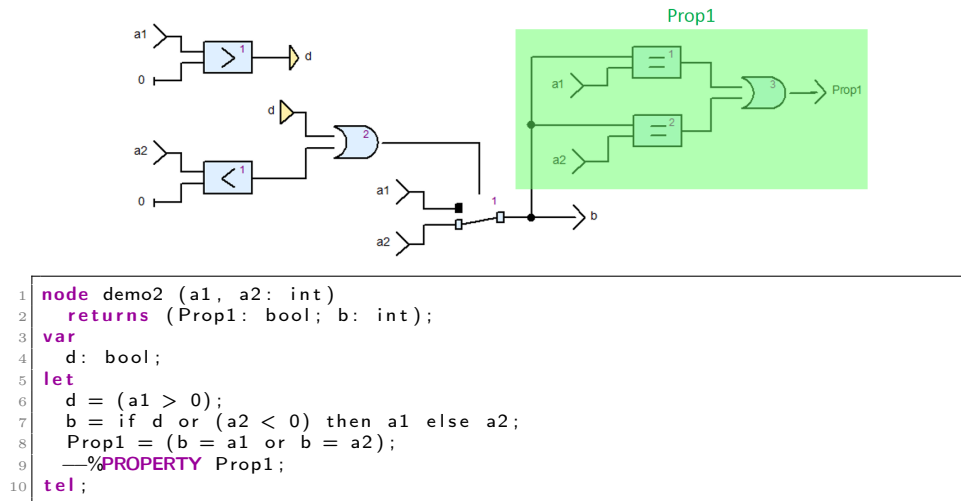 Prop1
a1
1
0
d
d
a2
1
0
2
a1
a2
1
b
a1
1
a2
2
3
Prop1
1 node demo2 (a1, a2: int)
2 returns (Prop1: bool; b: int);
3 var
4 d: bool;
5 let
6 d = (a1 > 0);
7 b = if d or (a2 < 0) then a1 else a2;
8 Prop1 = (b = a1 or b = a2);
9 --%PROPERTY Prop1;
10 tel;